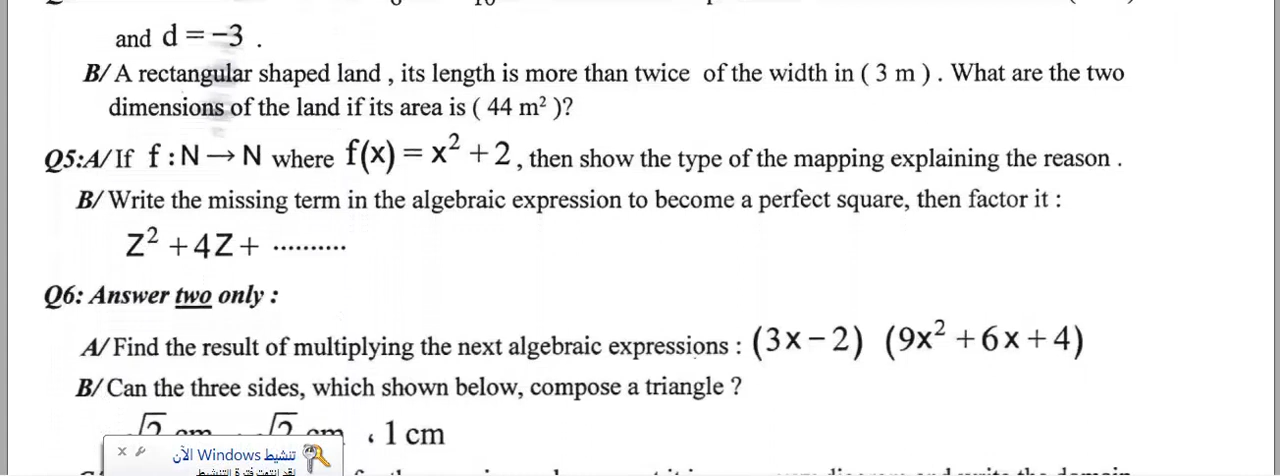 and d = −3 .
B/ A rectangular shaped land , its length is more than twice of the width in ( 3 m ) . What are the two
dimensions of the land if its area is ( 44 m² )?
Q5:A/ If f : N → N where f(x) = x² + 2 , then show the type of the mapping explaining the reason .
B/ Write the missing term in the algebraic expression to become a perfect square, then factor it :
Z² + 4Z + ..........
Q6: Answer two only :
A/ Find the result of multiplying the next algebraic expressions : (3x − 2) (9x² + 6x + 4)
B/ Can the three sides, which shown below, compose a triangle ?
، 1 cm
تنشيط Windows الآن